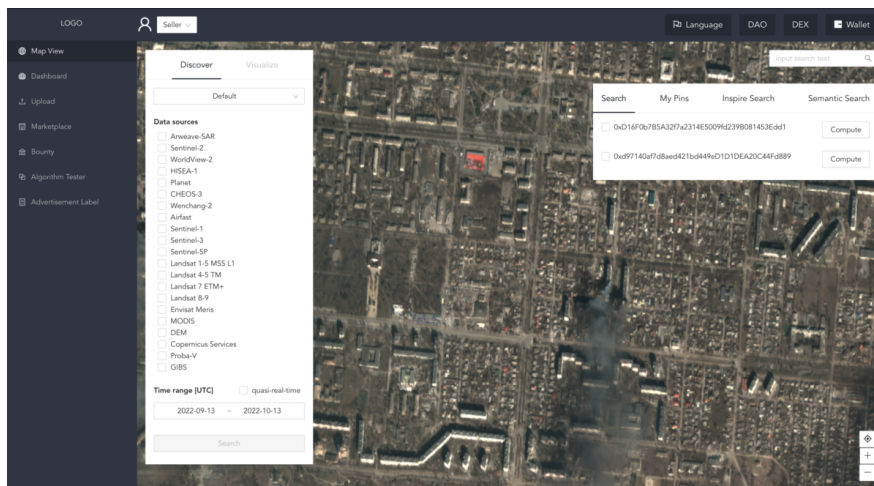 LOGO
Seller
Language
DAO
DEX
Wallet
Map View
Dashboard
Upload
Marketplace
Bounty
Algorithm Tester
Advertisement Label
Discover
Visualize
Default
Data sources
Arweave-SAR
Sentinel-2
WorldView-2
HISEA-1
Planet
CHEOS-3
Wenchang-2
Airfast
Sentinel-1
Sentinel-3
Sentinel-5P
Landsat 1-5 MSS L1
Landsat 4-5 TM
Landsat 7 ETM+
Landsat 8-9
Envisat Meris
MODIS
DEM
Copernicus Services
Proba-V
GIBS
Time range [UTC]
quasi-real-time
2022-09-13 ~ 2022-10-13
Search
input search text
Search
My Pins
Inspire Search
Semantic Search
0xD16F0b7B5A32f7a2314E5009fd239B081453Edd1
Compute
0xd97140af7d8aed421bd449eD1D1DEA20C44Fd889
Compute